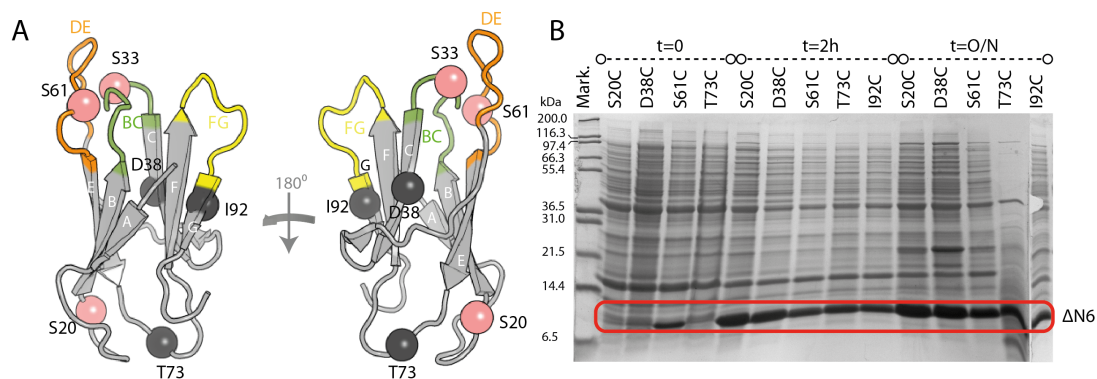 A
DE
S33
S61
BC
FG
C
D38
E
B
F
A
I92
G
S20
T73
180⁰
DE
S33
S61
FG
BC
C
F
G
B
I92
D38
A
E
S20
T73
B
t=0 t=2h t=O/N
Mark. S20C D38C S61C T73C S20C D38C S61C T73C I92C S20C D38C S61C T73C I92C
kDa
200.0
116.3
97.4
66.3
55.4
36.5
31.0
21.5
14.4
6.5
ΔN6